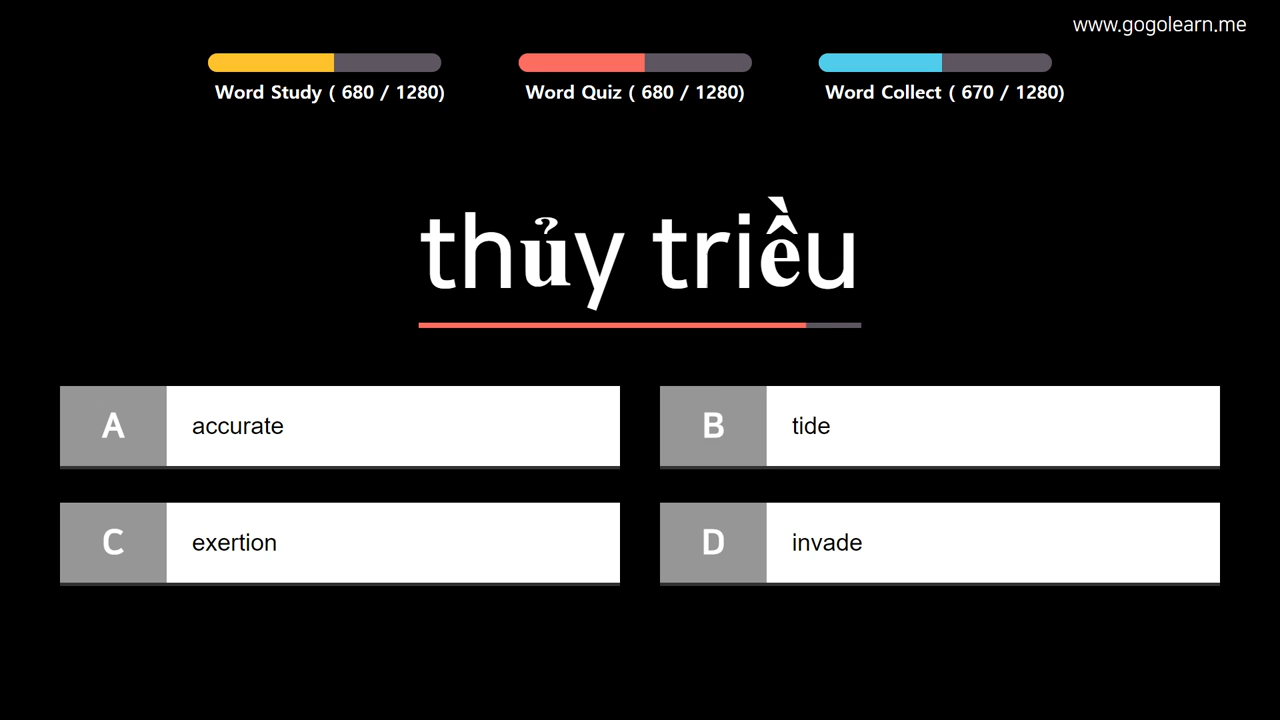 www.gogolearn.me
Word Study ( 680 / 1280)
Word Quiz ( 680 / 1280)
Word Collect ( 670 / 1280)
thủy triều
A accurate
B tide
C exertion
D invade